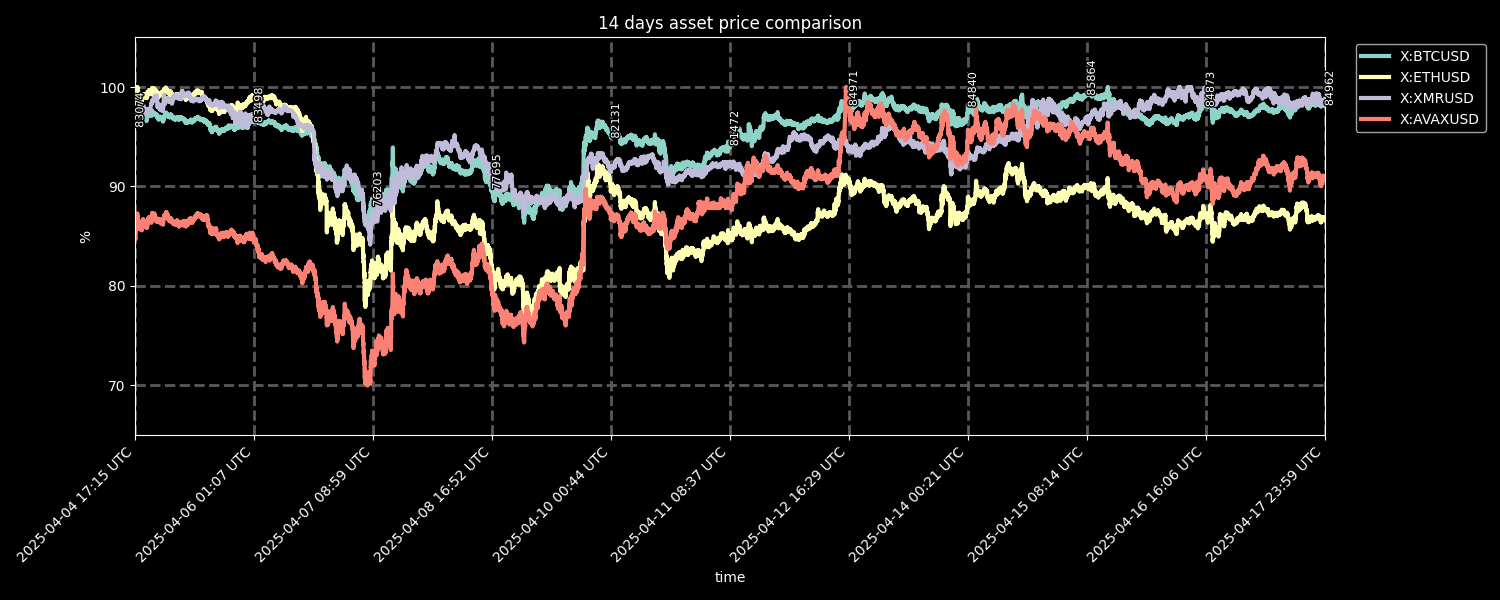 14 days asset price comparison
X:BTCUSD
X:ETHUSD
X:XMRUSD
X:AVAXUSD
%
100
90
80
70
83074
83498
76203
77695
82131
81472
84971
84840
85864
84873
84962
2025-04-04 17:15 UTC
2025-04-06 01:07 UTC
2025-04-07 08:59 UTC
2025-04-08 16:52 UTC
2025-04-10 00:44 UTC
2025-04-11 08:37 UTC
2025-04-12 16:29 UTC
2025-04-14 00:21 UTC
2025-04-15 08:14 UTC
2025-04-16 16:06 UTC
2025-04-17 23:59 UTC
time